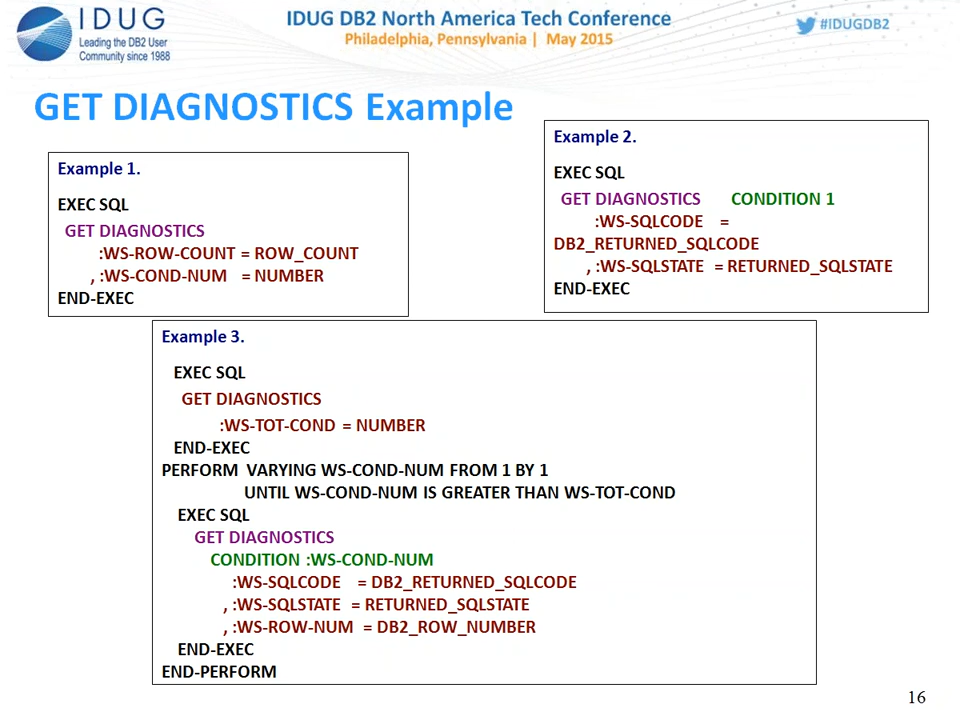 IDUG
Leading the DB2 User
Community since 1988
IDUG DB2 North America Tech Conference
Philadelphia, Pennsylvania | May 2015
#IDUGDB2
GET DIAGNOSTICS Example
Example 1.
EXEC SQL
GET DIAGNOSTICS
:WS-ROW-COUNT = ROW_COUNT
, :WS-COND-NUM = NUMBER
END-EXEC
Example 2.
EXEC SQL
GET DIAGNOSTICS CONDITION 1
:WS-SQLCODE =
DB2_RETURNED_SQLCODE
, :WS-SQLSTATE = RETURNED_SQLSTATE
END-EXEC
Example 3.
EXEC SQL
GET DIAGNOSTICS
:WS-TOT-COND = NUMBER
END-EXEC
PERFORM VARYING WS-COND-NUM FROM 1 BY 1
UNTIL WS-COND-NUM IS GREATER THAN WS-TOT-COND
EXEC SQL
GET DIAGNOSTICS
CONDITION :WS-COND-NUM
:WS-SQLCODE = DB2_RETURNED_SQLCODE
, :WS-SQLSTATE = RETURNED_SQLSTATE
, :WS-ROW-NUM = DB2_ROW_NUMBER
END-EXEC
END-PERFORM
16